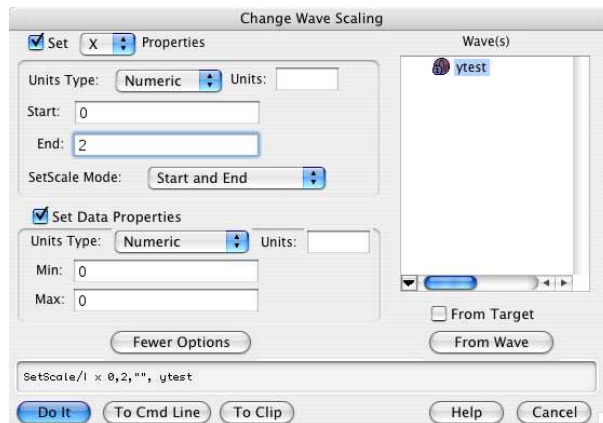 Change Wave Scaling
Set X Properties
Units Type: Numeric Units:
Start: 0
End: 2
SetScale Mode: Start and End
Set Data Properties
Units Type: Numeric Units:
Min: 0
Max: 0
Fewer Options
Wave(s)
ytest
From Target
From Wave
SetScale/I x 0,2,"", ytest
Do It To Cmd Line To Clip Help Cancel